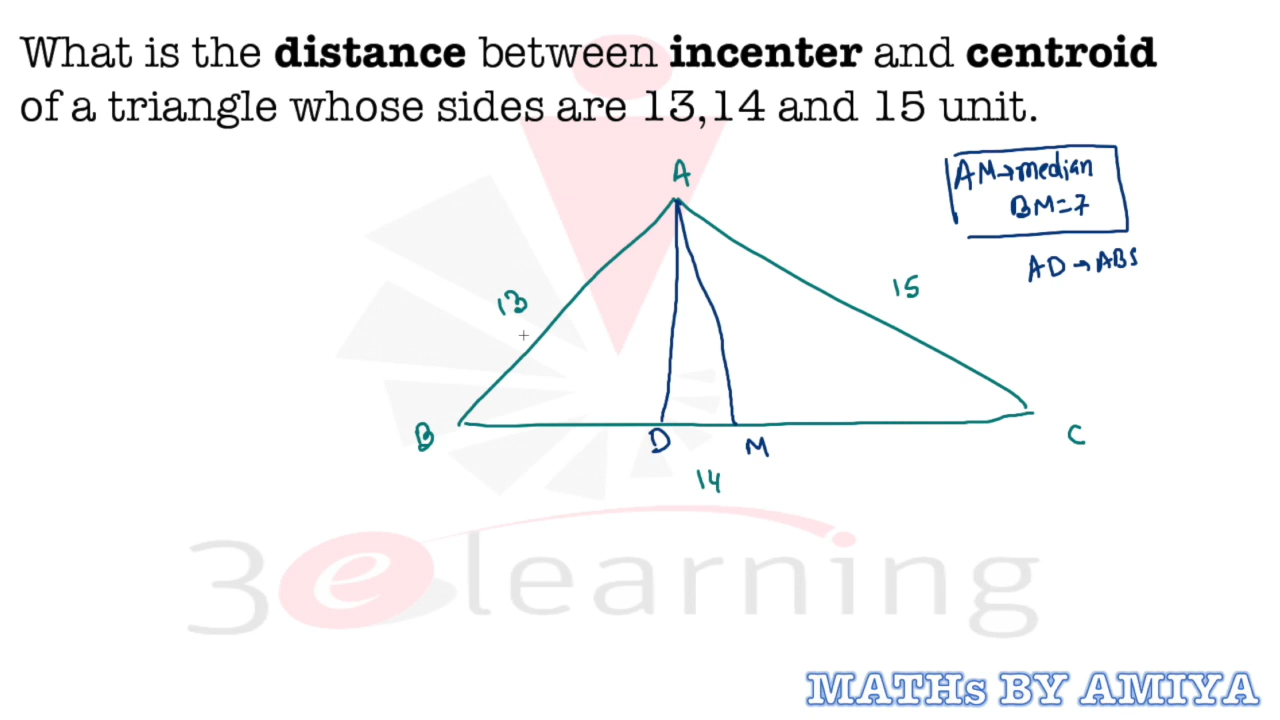 What is the distance between incenter and centroid
of a triangle whose sides are 13,14 and 15 unit.
A
AM→median
BM=7
AD→ABS
13
15
B
D
M
C
14
3elearning
MATHs BY AMIYA